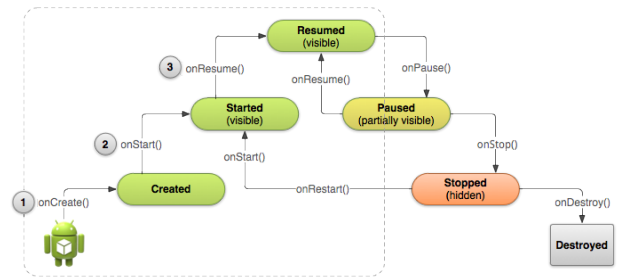 Resumed
(visible)
3
onResume()
onResume()
onPause()
Started
(visible)
Paused
(partially visible)
2
onStart()
onStart()
onStop()
Created
onRestart()
Stopped
(hidden)
1
onCreate()
onDestroy()
Destroyed